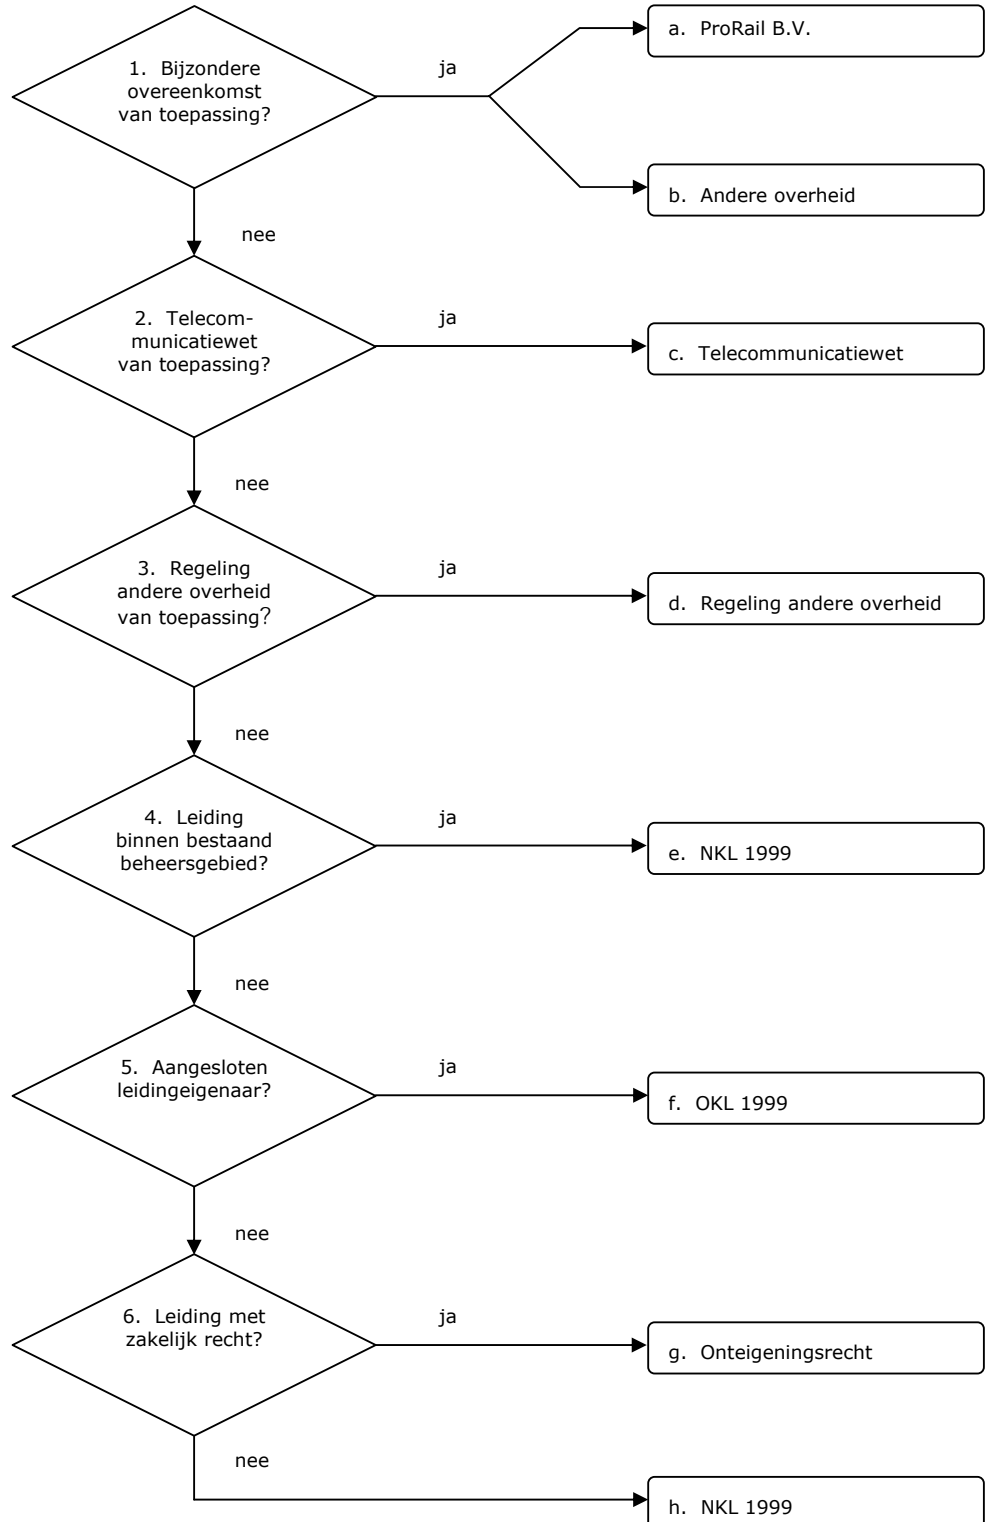 1. Bijzondere
overeenkomst
van toepassing?
ja
a. ProRail B.V.
b. Andere overheid
nee
2. Telecom-
municatiewet
van toepassing?
ja
c. Telecommunicatiewet
nee
3. Regeling
andere overheid
van toepassing?
ja
d. Regeling andere overheid
nee
4. Leiding
binnen bestaand
beheersgebied?
ja
e. NKL 1999
nee
5. Aangesloten
leidingeigenaar?
ja
f. OKL 1999
nee
6. Leiding met
zakelijk recht?
ja
g. Onteigeningsrecht
nee
h. NKL 1999